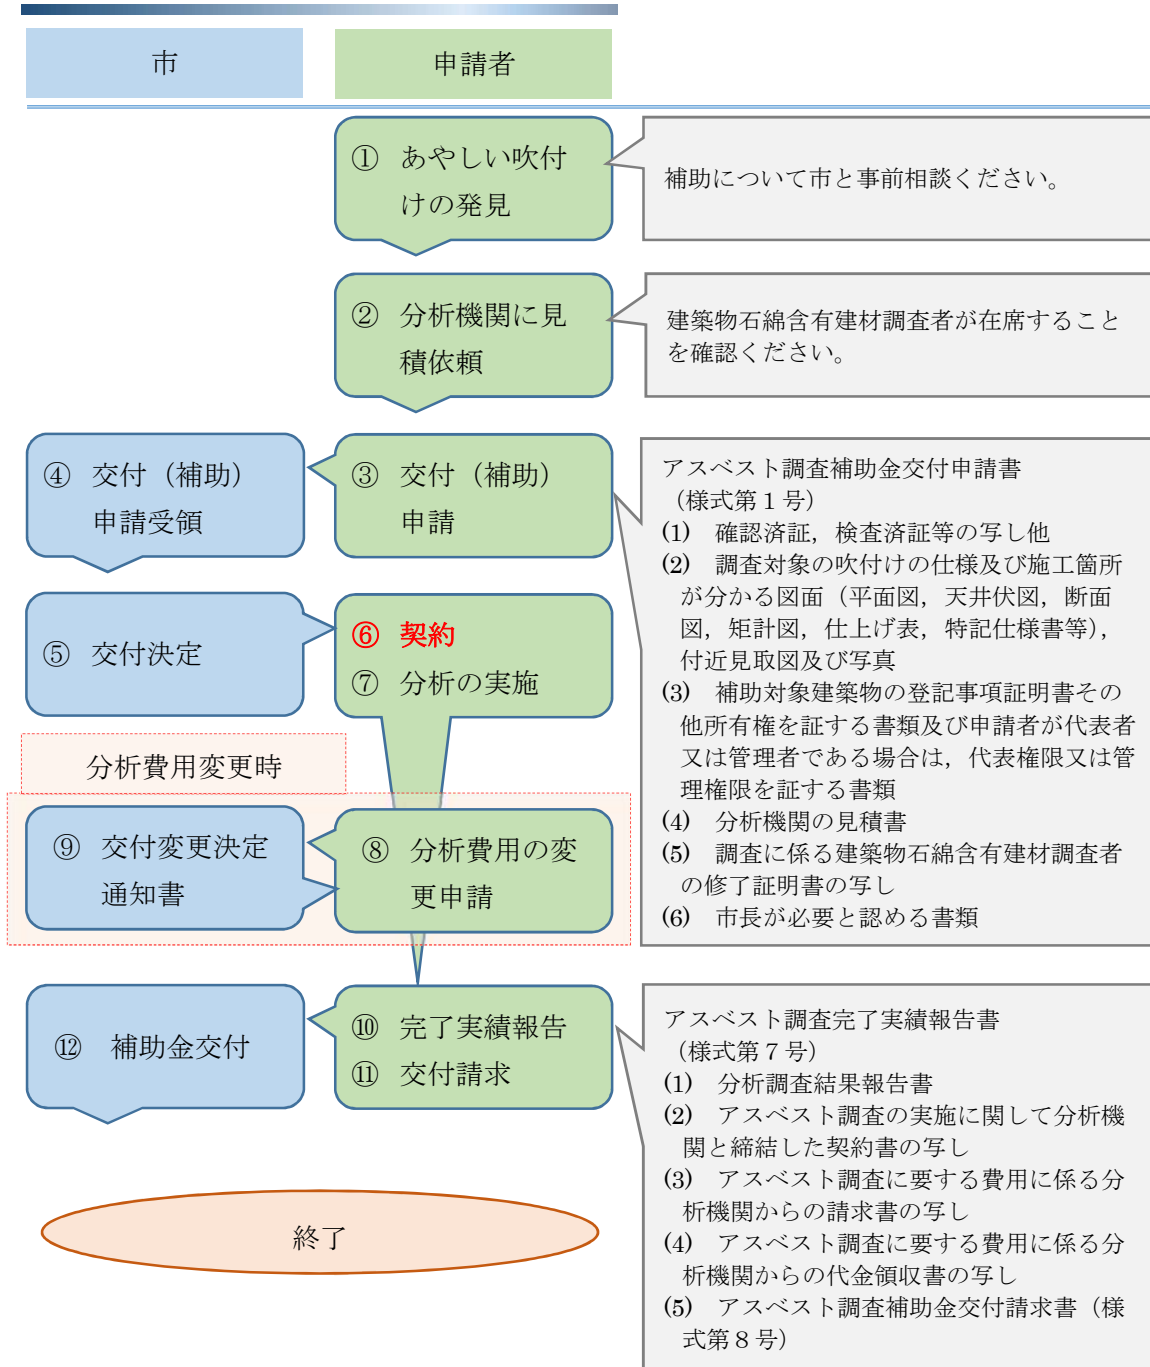 市
申請者
① あやしい吹付
けの発見
補助について市と事前相談ください。
② 分析機関に見
積依頼
建築物石綿含有建材調査者が在席すること
を確認ください。
④ 交付（補助）
申請受領
③ 交付（補助）
申請
アスベスト調査補助金交付申請書
（様式第１号）
(1) 確認済証，検査済証等の写し他
(2) 調査対象の吹付けの仕様及び施工箇所
が分かる図面（平面図，天井伏図，断面
図，矩計図，仕上げ表，特記仕様書等），
付近見取図及び写真
(3) 補助対象建築物の登記事項証明書その
他所有権を証する書類及び申請者が代表者
又は管理者である場合は，代表権限又は管
理権限を証する書類
(4) 分析機関の見積書
(5) 調査に係る建築物石綿含有建材調査者
の修了証明書の写し
(6) 市長が必要と認める書類
⑤ 交付決定
⑥ 契約
⑦ 分析の実施
分析費用変更時
⑨ 交付変更決定
通知書
⑧ 分析費用の変
更申請
⑫ 補助金交付
⑩ 完了実績報告
⑪ 交付請求
アスベスト調査完了実績報告書
（様式第７号）
(1) 分析調査結果報告書
(2) アスベスト調査の実施に関して分析機
関と締結した契約書の写し
(3) アスベスト調査に要する費用に係る分
析機関からの請求書の写し
(4) アスベスト調査に要する費用に係る分
析機関からの代金領収書の写し
(5) アスベスト調査補助金交付請求書（様
式第８号）
終了